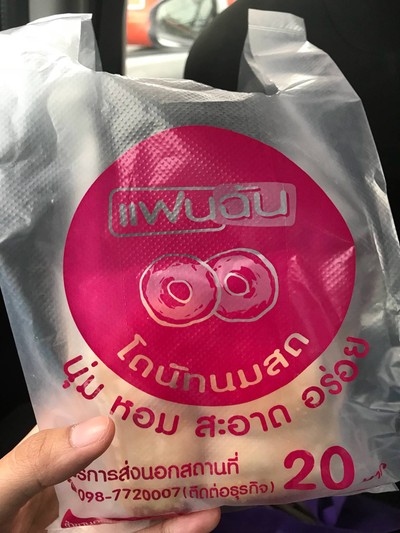 แฟนฉัน
โดนัทนมสด
นุ่ม หอม สะอาด อร่อย
บริการส่งนอกสถานที่ 20
098-7720007 (ติดต่อธุรกิจ)